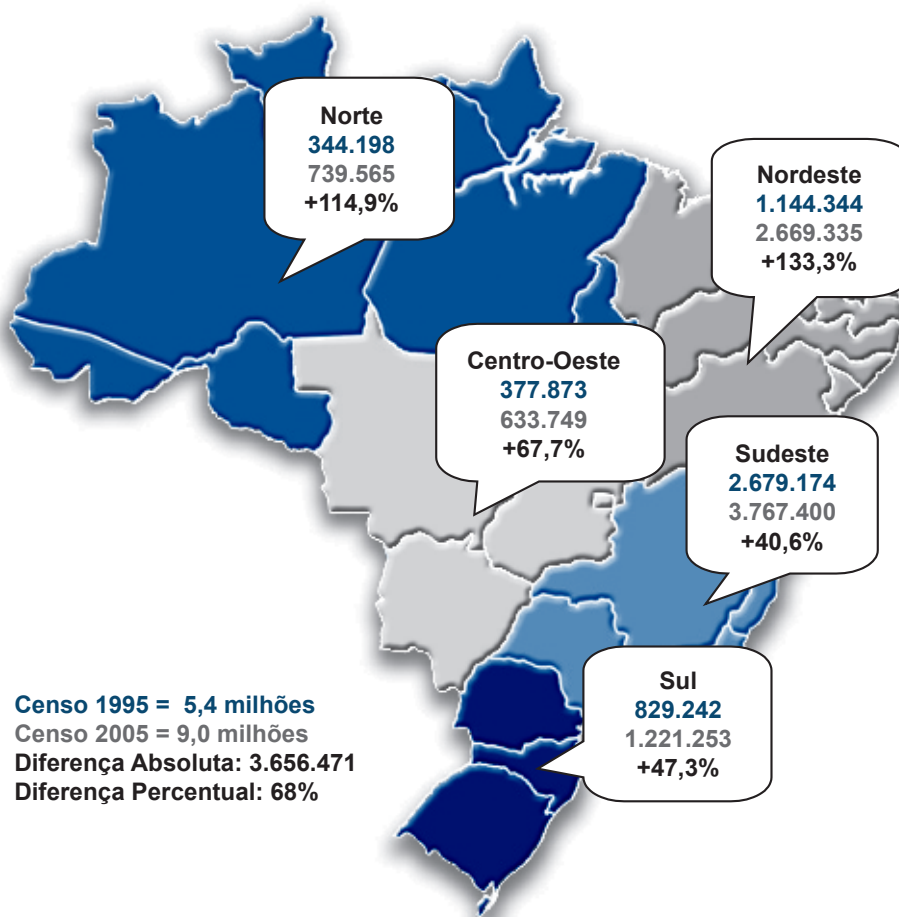 Norte
344.198
739.565
+114,9%
Nordeste
1.144.344
2.669.335
+133,3%
Centro-Oeste
377.873
633.749
+67,7%
Sudeste
2.679.174
3.767.400
+40,6%
Sul
829.242
1.221.253
+47,3%
Censo 1995 = 5,4 milhões
Censo 2005 = 9,0 milhões
Diferença Absoluta: 3.656.471
Diferença Percentual: 68%